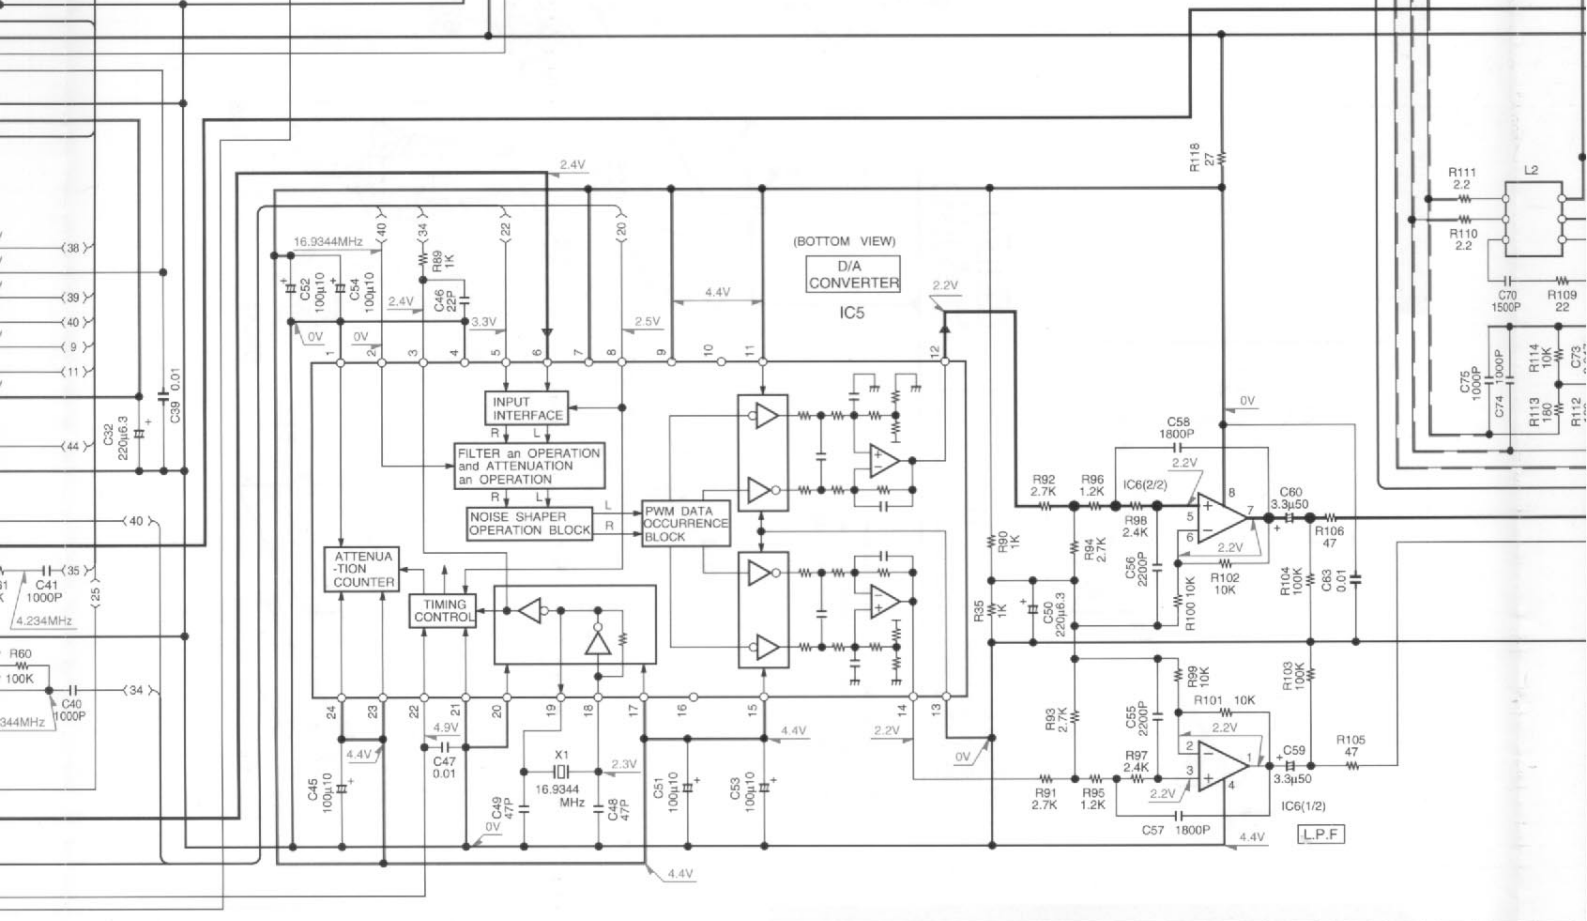 2.4V
(38)
(39)
(40)
(9)
(11)
(44)
(40)
(35)
(34)
25
C32
220µ6.3
C39 0.01
C41
1000P
4.234MHz
R60
100K
C40
1000P
344MHz
16.9344MHz
40
34
22
20
R89
1K
C52
100µ10
C54
100µ10
C46
22P
2.4V
3.3V
2.5V
0V
0V
4.4V
(BOTTOM VIEW)
D/A
CONVERTER
IC5
2.2V
1
2
3
4
5
6
7
8
9
10
11
12
INPUT
INTERFACE
R L
FILTER an OPERATION
and ATTENUATION
an OPERATION
R L
NOISE SHAPER
OPERATION BLOCK
L
R
PWM DATA
OCCURRENCE
BLOCK
ATTENUA
-TION
COUNTER
TIMING
CONTROL
24
23
22
21
20
19
18
17
16
15
14
13
4.4V
4.9V
C47
0.01
C45
100µ10
X1
16.9344
MHz
2.3V
C49
47P
C48
47P
C51
100µ10
C53
100µ10
4.4V
2.2V
0V
0V
4.4V
R118
27
0V
C58
1800P
2.2V
R92
2.7K
R96
1.2K
IC6(2/2)
R98
2.4K
8
5
6
7
C60
3.3µ50
R106
47
2.2V
R102
10K
R90
1K
R94
2.7K
C56
2200P
R100 10K
R104
100K
C63
0.01
R35
1K
C50
220µ6.3
R93
2.7K
C55
2200P
R99
10K
R101 10K
R103
100K
2.2V
2
3
1
4
R91
2.7K
R95
1.2K
R97
2.4K
2.2V
C59
3.3µ50
R105
47
C57 1800P
IC6(1/2)
4.4V
L.P.F
R111
2.2
R110
2.2
L2
C70
1500P
R109
22
C75
1000P
C74
R114
10K
R113
180
C73
R112